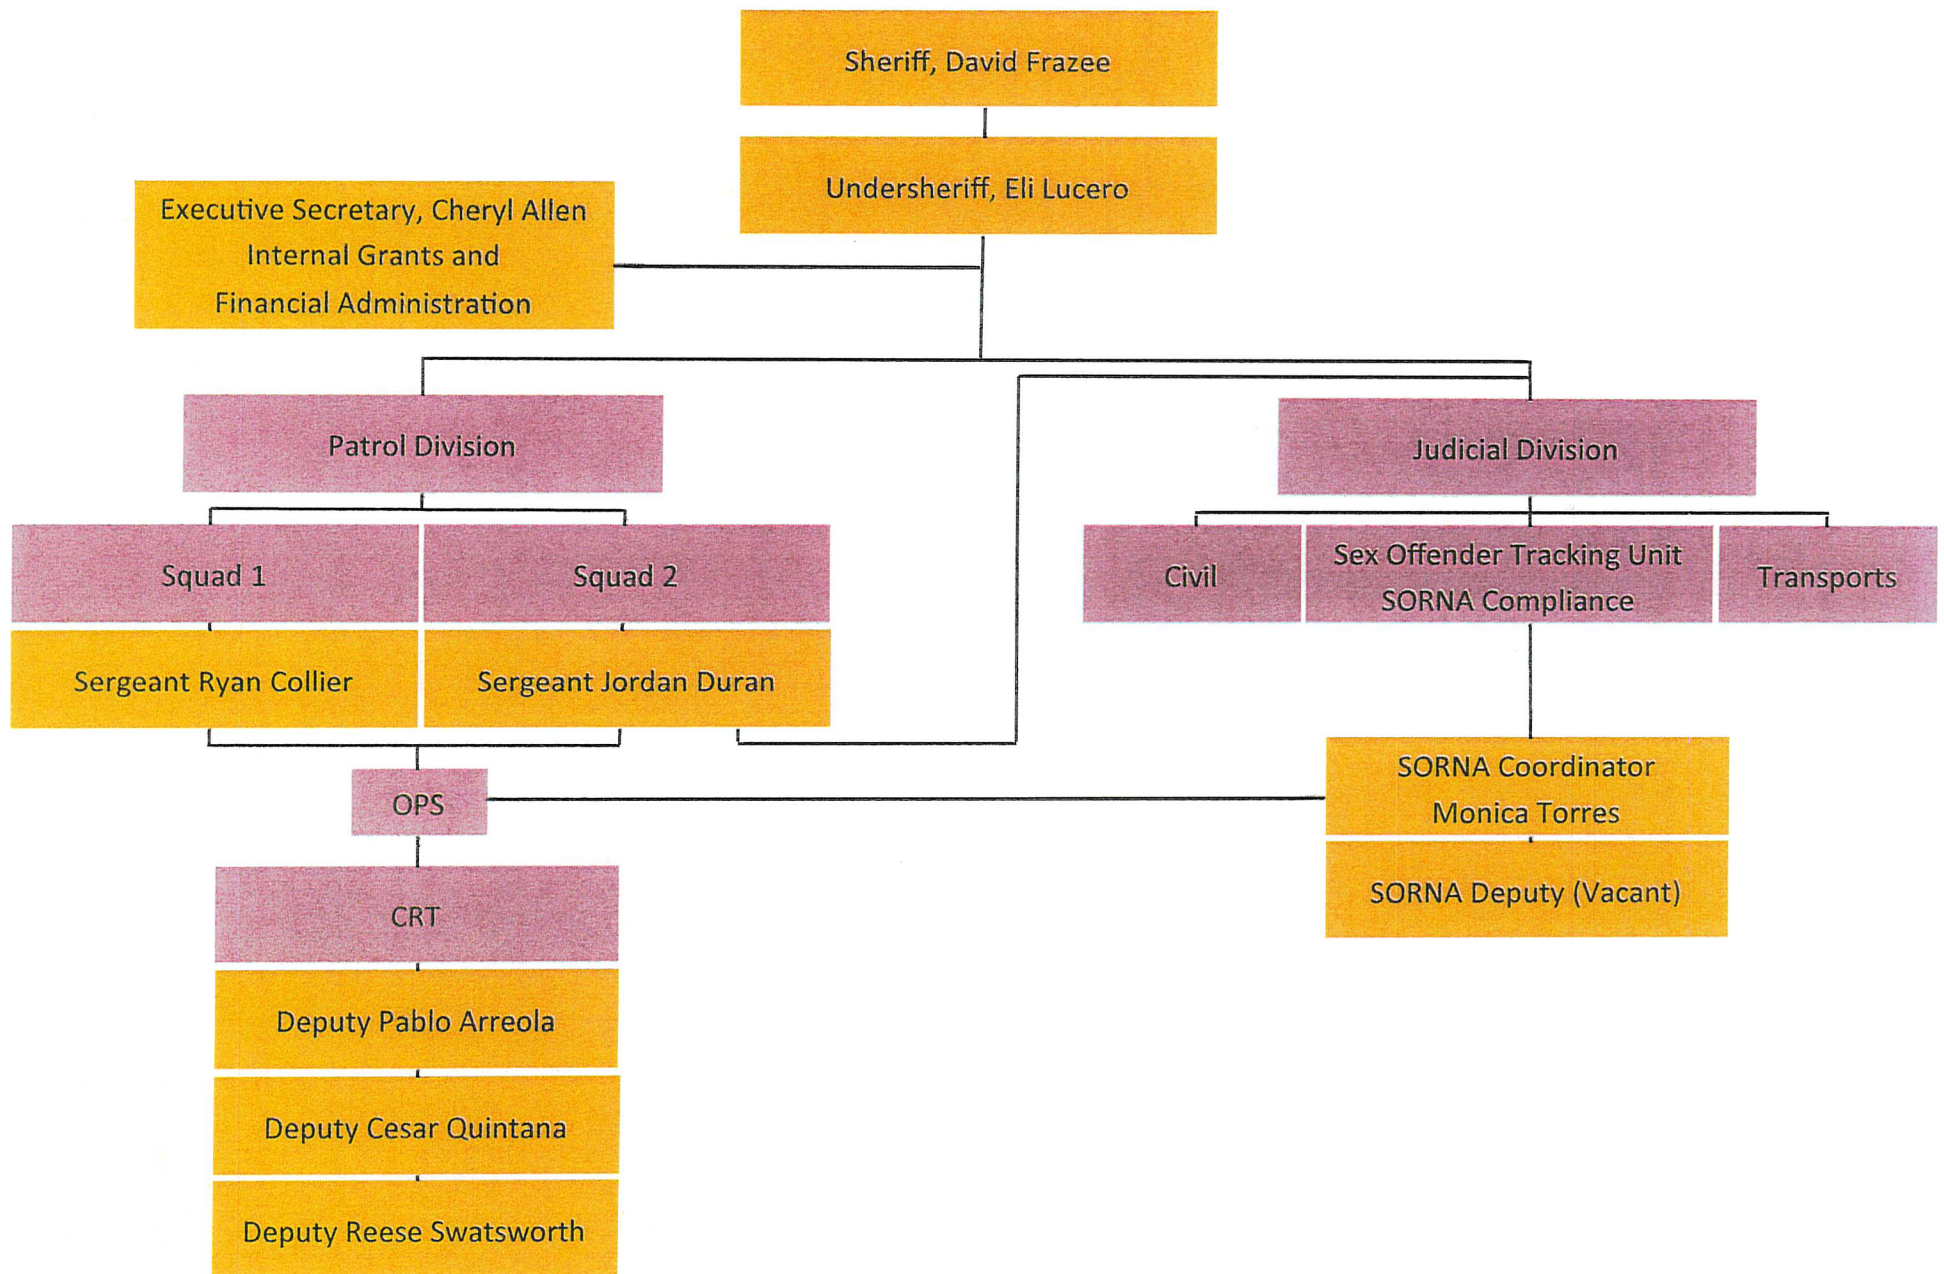 Sheriff, David Frazee
Undersheriff, Eli Lucero
Executive Secretary, Cheryl Allen
Internal Grants and
Financial Administration
Patrol Division
Judicial Division
Squad 1
Squad 2
Civil
Sex Offender Tracking Unit
SORNA Compliance
Transports
Sergeant Ryan Collier
Sergeant Jordan Duran
OPS
SORNA Coordinator
Monica Torres
SORNA Deputy (Vacant)
CRT
Deputy Pablo Arreola
Deputy Cesar Quintana
Deputy Reese Swatsworth